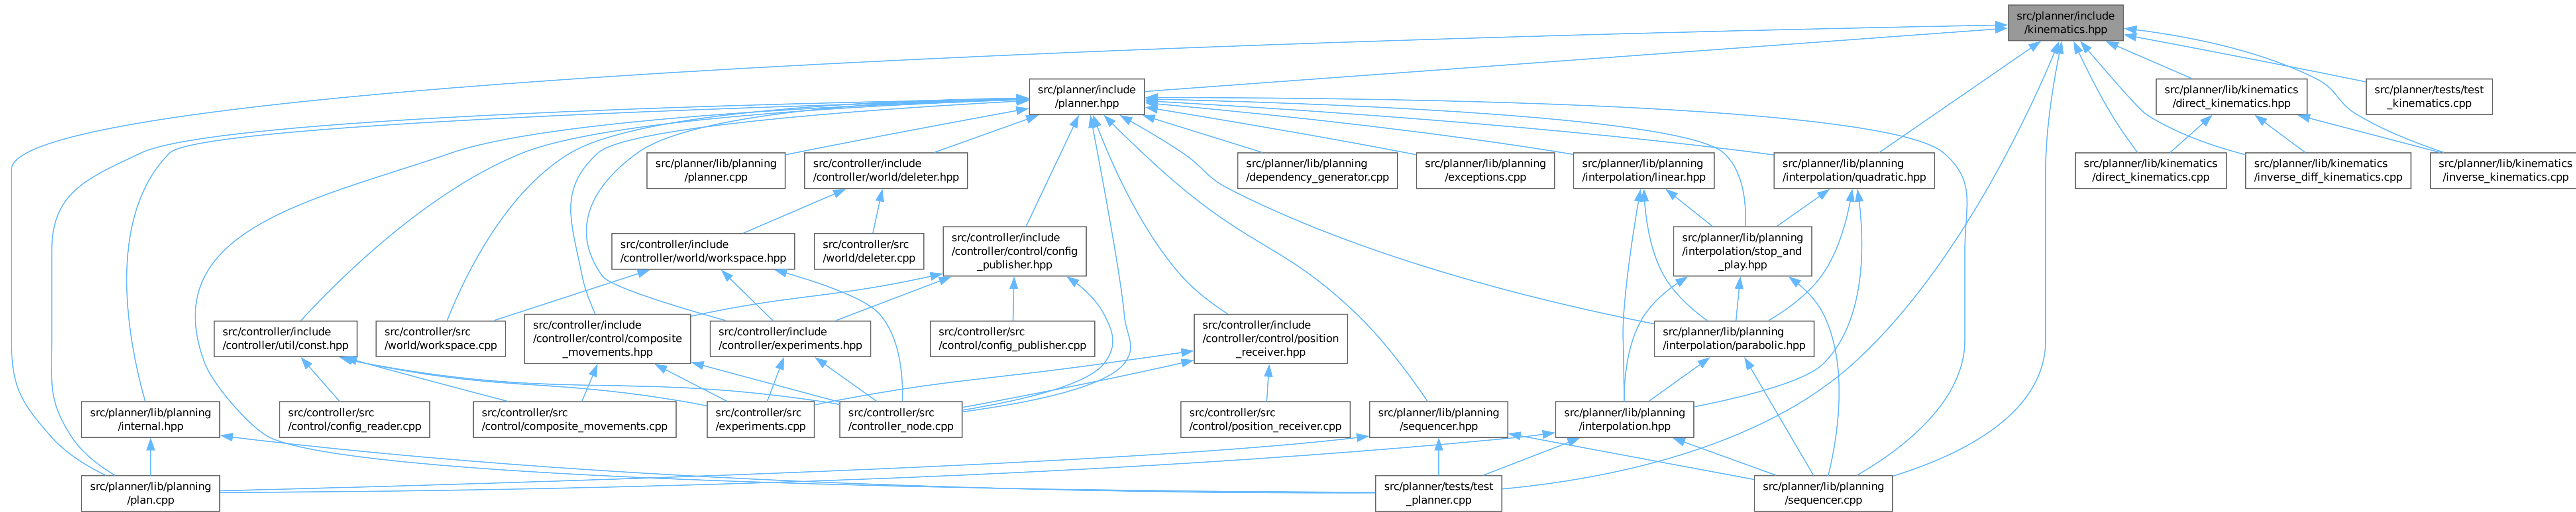 src/planner/include
/kinematics.hpp
src/planner/include
/planner.hpp
src/planner/lib/kinematics
/direct_kinematics.hpp
src/planner/tests/test
_kinematics.cpp
src/planner/lib/planning
/planner.cpp
src/controller/include
/controller/world/deleter.hpp
src/planner/lib/planning
/dependency_generator.cpp
src/planner/lib/planning
/exceptions.cpp
src/planner/lib/planning
/interpolation/linear.hpp
src/planner/lib/planning
/interpolation/quadratic.hpp
src/planner/lib/kinematics
/direct_kinematics.cpp
src/planner/lib/kinematics
/inverse_diff_kinematics.cpp
src/planner/lib/kinematics
/inverse_kinematics.cpp
src/controller/include
/controller/world/workspace.hpp
src/controller/src
/world/deleter.cpp
src/controller/include
/controller/control/config
_publisher.hpp
src/planner/lib/planning
/interpolation/stop_and
_play.hpp
src/controller/include
/controller/util/const.hpp
src/controller/src
/world/workspace.cpp
src/controller/include
/controller/control/composite
_movements.hpp
src/controller/include
/controller/experiments.hpp
src/controller/src
/control/config_publisher.cpp
src/controller/include
/controller/control/position
_receiver.hpp
src/planner/lib/planning
/interpolation/parabolic.hpp
src/planner/lib/planning
/internal.hpp
src/controller/src
/control/config_reader.cpp
src/controller/src
/control/composite_movements.cpp
src/controller/src
/experiments.cpp
src/controller/src
/controller_node.cpp
src/controller/src
/control/position_receiver.cpp
src/planner/lib/planning
/sequencer.hpp
src/planner/lib/planning
/interpolation.hpp
src/planner/lib/planning
/plan.cpp
src/planner/tests/test
_planner.cpp
src/planner/lib/planning
/sequencer.cpp